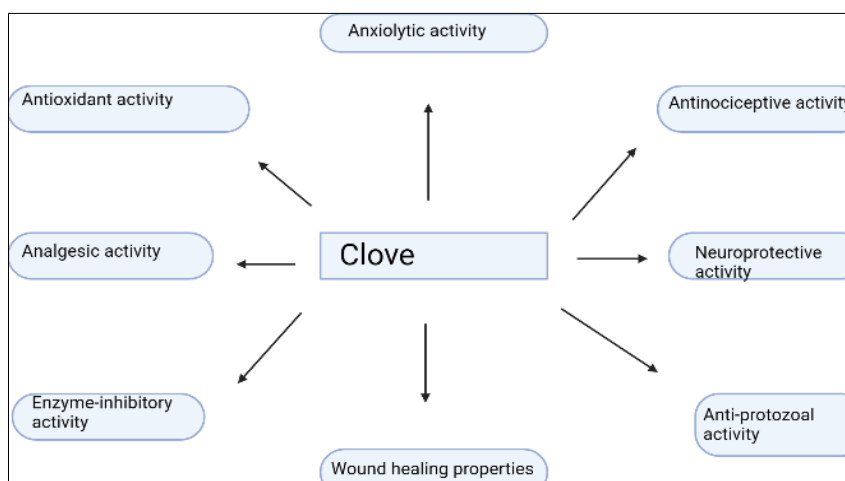 Anxiolytic activity
Antioxidant activity
Antinociceptive activity
Analgesic activity
Clove
Neuroprotective
activity
Enzyme-inhibitory
activity
Anti-protozoal
activity
Wound healing properties